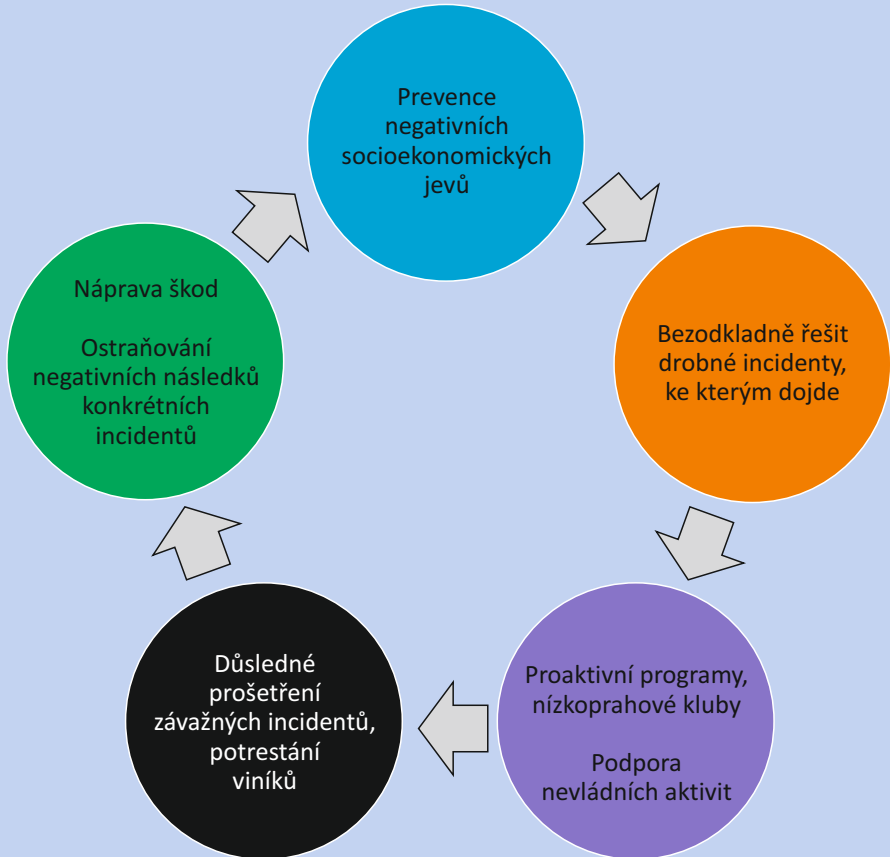 Prevence
negativních
socioekonomických
jevů
Bezodkladně řešit
drobné incidenty,
ke kterým dojde
Proaktivní programy,
nízkoprahové kluby
Podpora
nevládních aktivit
Důsledné
prošetření
závažných incidentů,
potrestání
viníků
Náprava škod
Ostraňování
negativních následků
konkrétních
incidentů